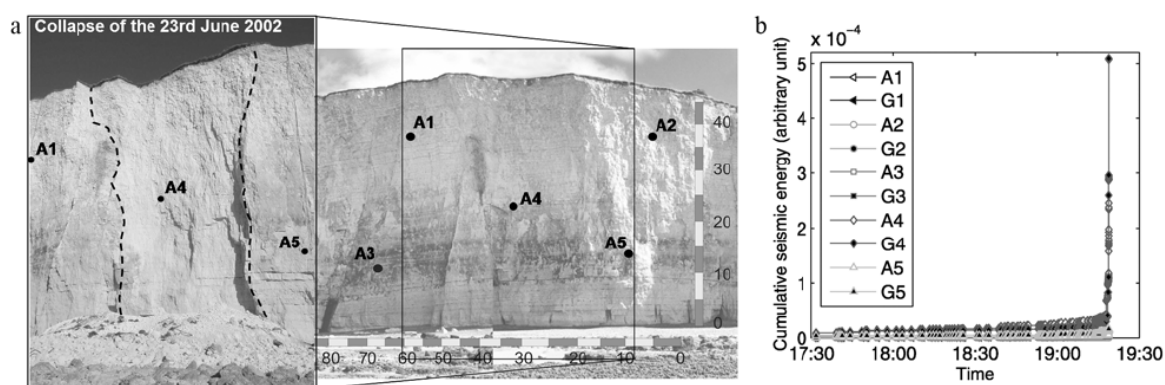 a
Collapse of the 23rd June 2002
A1
A4
A5
A1
A2
A4
A3
A5
40
30
20
10
0
80 70 60 50 40 30 20 10 0
b
x 10⁻⁴
Cumulative seismic energy (arbitrary unit)
5
4
3
2
1
0
A1
G1
A2
G2
A3
G3
A4
G4
A5
G5
17:30 18:00 18:30 19:00 19:30
Time